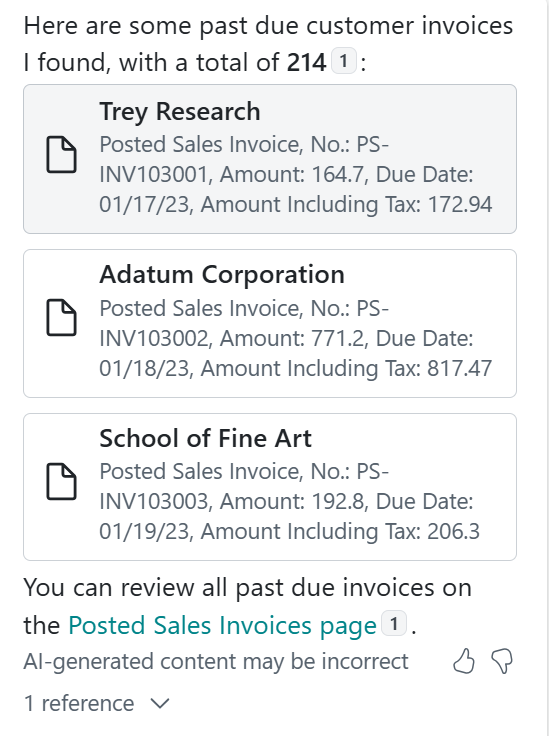 Here are some past due customer invoices
I found, with a total of 214 1 :
Trey Research
Posted Sales Invoice, No.: PS-
INV103001, Amount: 164.7, Due Date:
01/17/23, Amount Including Tax: 172.94
Adatum Corporation
Posted Sales Invoice, No.: PS-
INV103002, Amount: 771.2, Due Date:
01/18/23, Amount Including Tax: 817.47
School of Fine Art
Posted Sales Invoice, No.: PS-
INV103003, Amount: 192.8, Due Date:
01/19/23, Amount Including Tax: 206.3
You can review all past due invoices on
the Posted Sales Invoices page 1 .
AI-generated content may be incorrect
1 reference